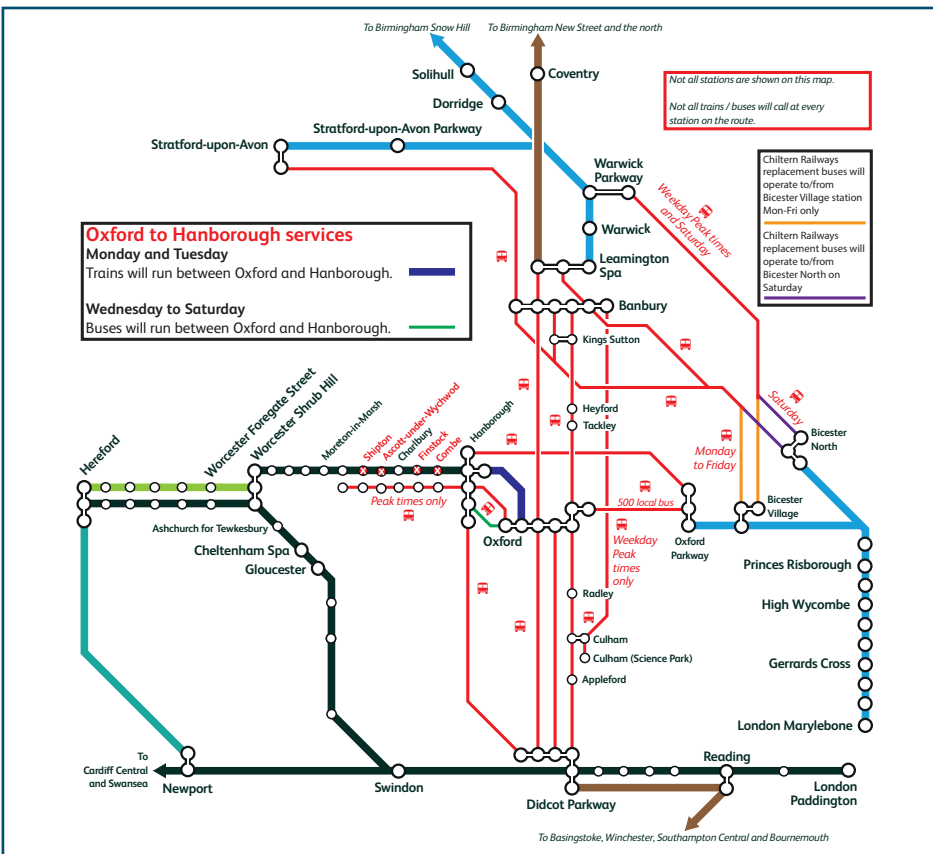 To Birmingham Snow Hill
To Birmingham New Street and the north
Solihull
Coventry
Dorridge
Not all stations are shown on this map.
Not all trains / buses will call at every
station on the route.
Stratford-upon-Avon Parkway
Stratford-upon-Avon
Warwick
Parkway
Weekday Peak times
and Saturday
Chiltern Railways
replacement buses will
operate to/from
Bicester Village station
Mon-Fri only
Chiltern Railways
replacement buses will
operate to/from
Bicester North on
Saturday
Warwick
Leamington
Spa
Oxford to Hanborough services
Monday and Tuesday
Trains will run between Oxford and Hanborough.
Wednesday to Saturday
Buses will run between Oxford and Hanborough.
Banbury
Kings Sutton
Heyford
Tackley
Saturday
Bicester
North
Monday
to Friday
Hereford
Worcester Foregate Street
Worcester Shrub Hill
Moreton-in-Marsh
Shipton
Ascott-under-Wychwod
Charlbury
Finstock
Combe
Hanborough
Peak times only
500 local bus
Bicester
Village
Oxford
Parkway
Oxford
Weekday
Peak
times
only
Ashchurch for Tewkesbury
Cheltenham Spa
Gloucester
Princes Risborough
Radley
High Wycombe
Culham
Culham (Science Park)
Gerrards Cross
Appleford
London Marylebone
To
Cardiff Central
and Swansea
Newport
Swindon
Didcot Parkway
Reading
London
Paddington
To Basingstoke, Winchester, Southampton Central and Bournemouth